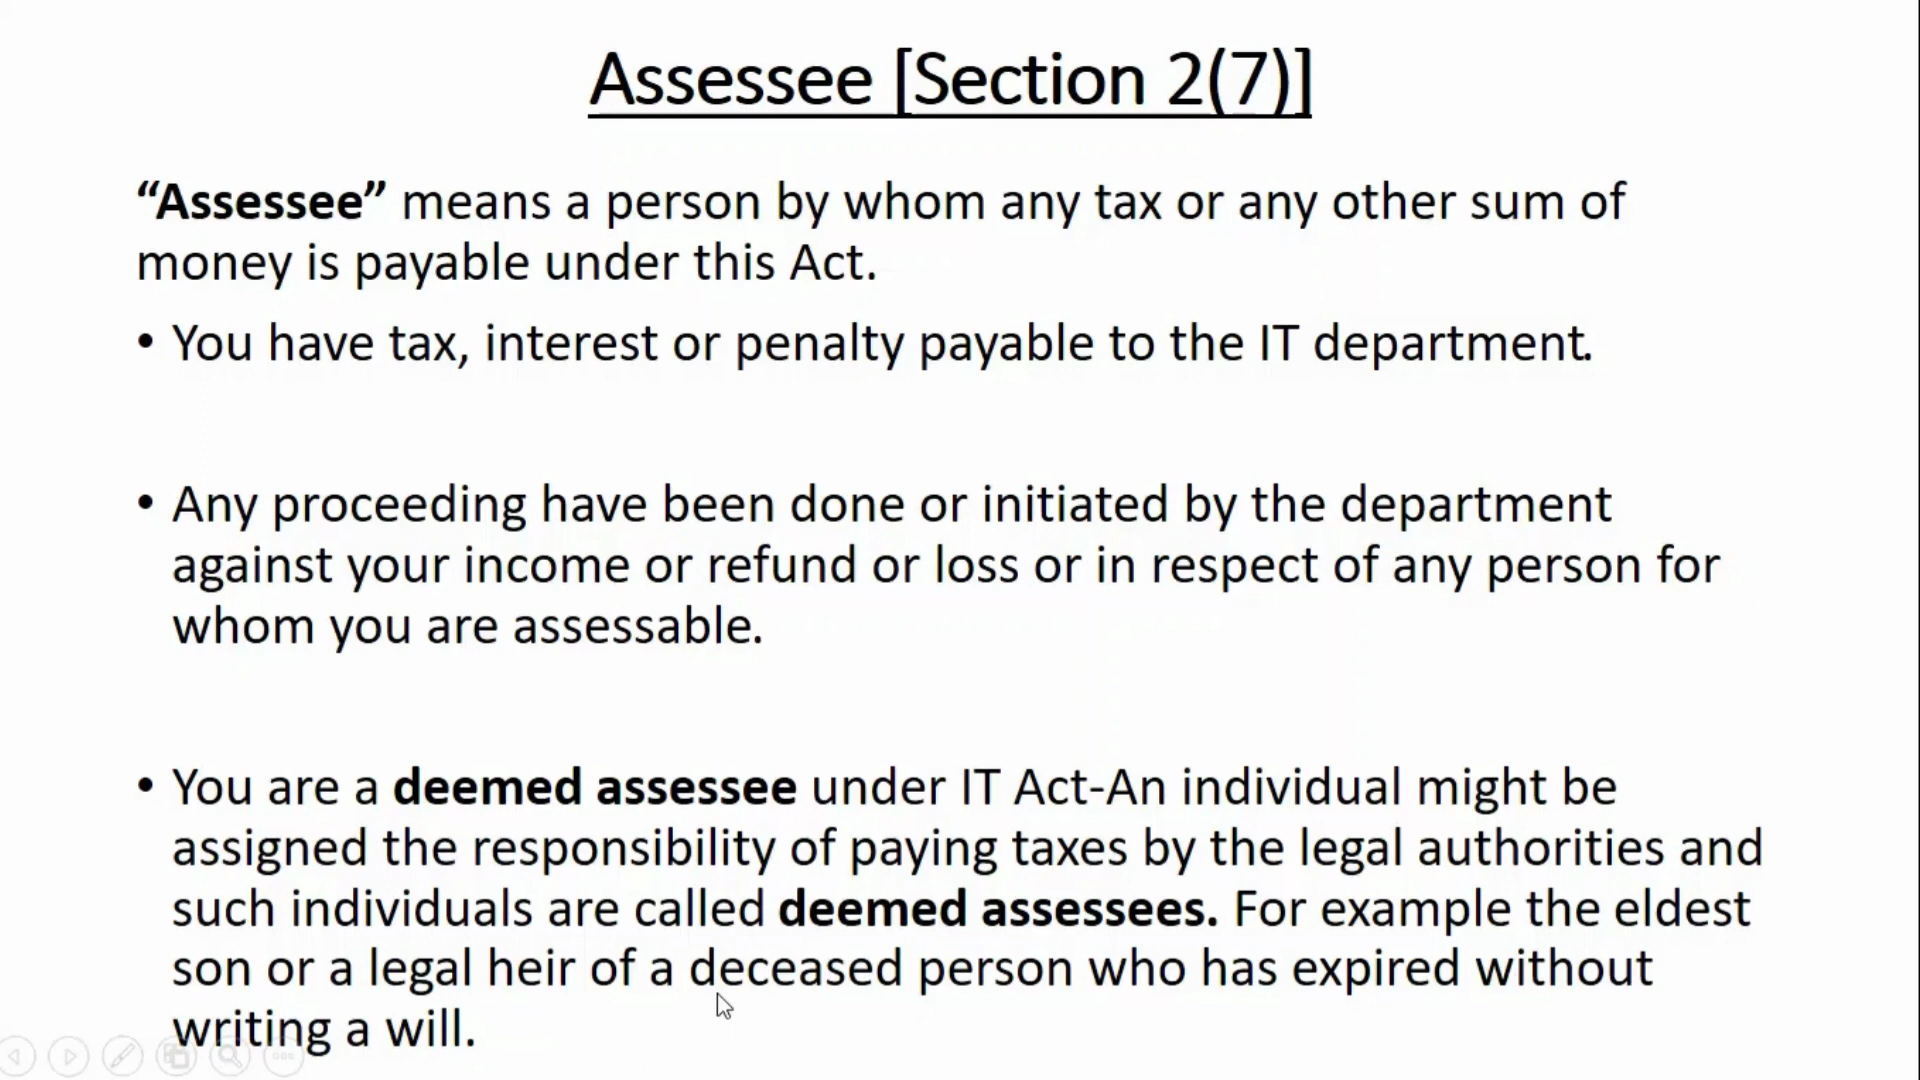 Assessee [Section 2(7)]
“Assessee” means a person by whom any tax or any other sum of
money is payable under this Act.
• You have tax, interest or penalty payable to the IT department.
• Any proceeding have been done or initiated by the department
against your income or refund or loss or in respect of any person for
whom you are assessable.
• You are a deemed assessee under IT Act-An individual might be
assigned the responsibility of paying taxes by the legal authorities and
such individuals are called deemed assessees. For example the eldest
son or a legal heir of a deceased person who has expired without
writing a will.